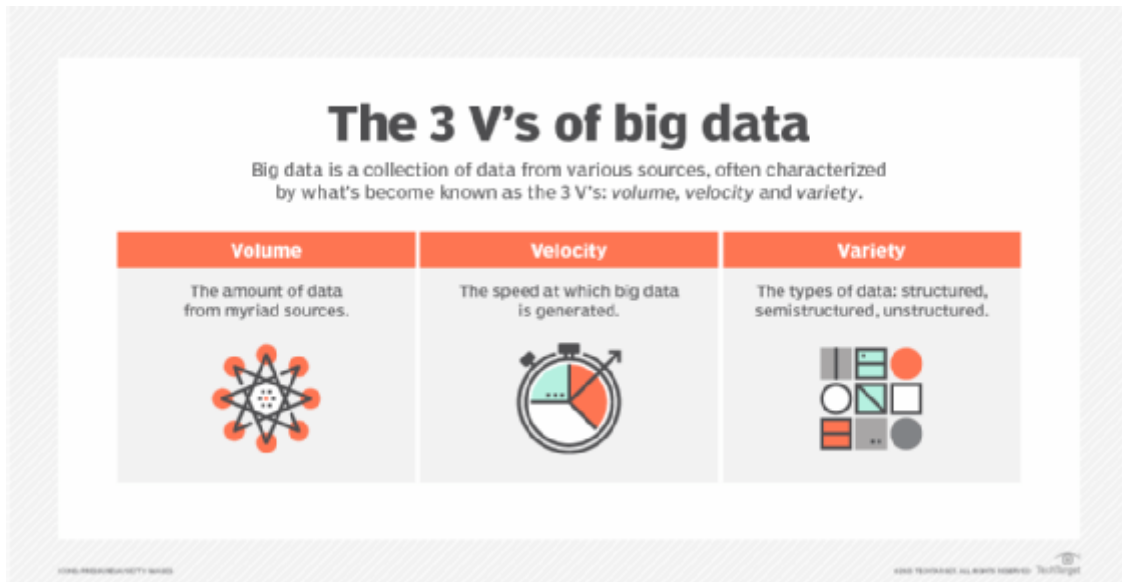 The 3 V's of big data
Big data is a collection of data from various sources, often characterized
by what's become known as the 3 V's: volume, velocity and variety.
Volume
The amount of data
from myriad sources.
Velocity
The speed at which big data
is generated.
Variety
The types of data: structured,
semistructured, unstructured.
TechTarget